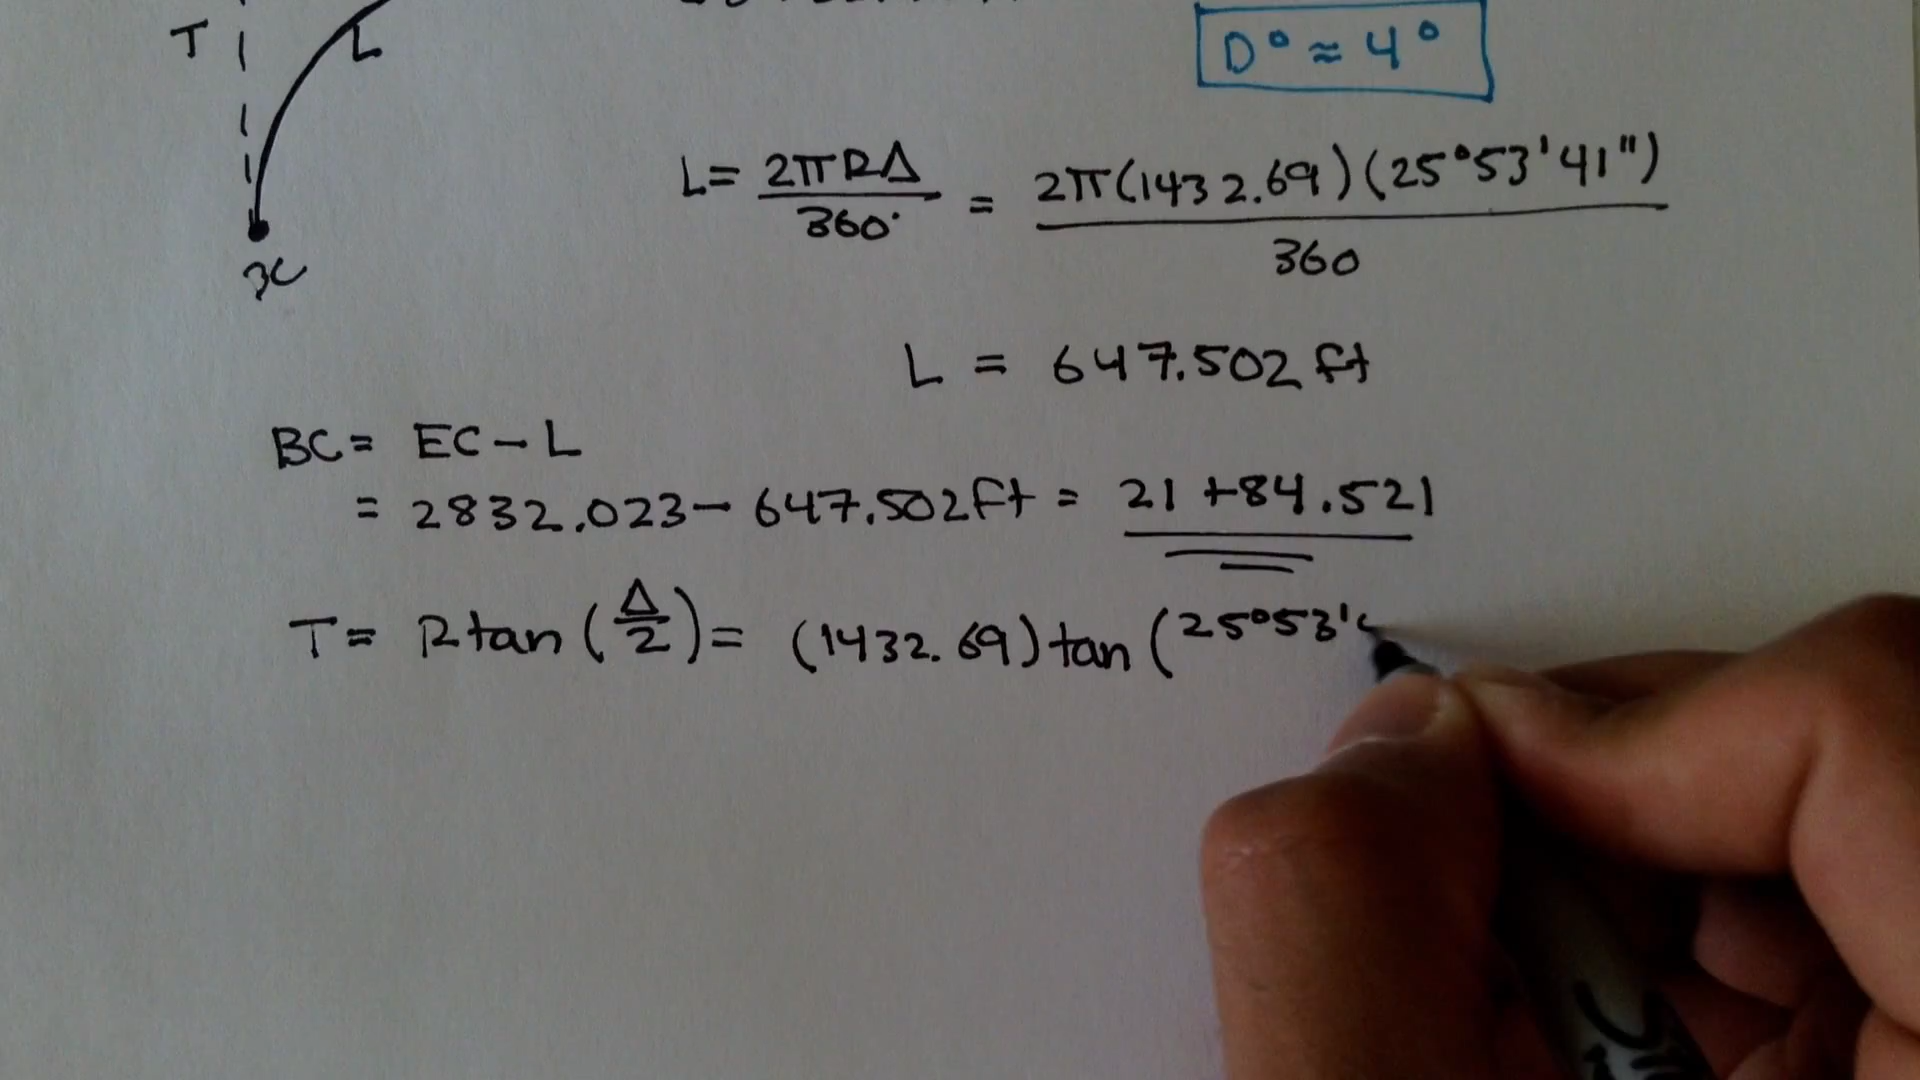 D° ≈ 4°
T
L
L = 2πRΔ / 360° = 2π(1432.69)(25°53'41") / 360
BC
L = 647.502 ft
BC = EC - L
= 2832.023 - 647.502 ft = 21 + 84.521
T = R tan (Δ/2) = (1432.69) tan (25°53'